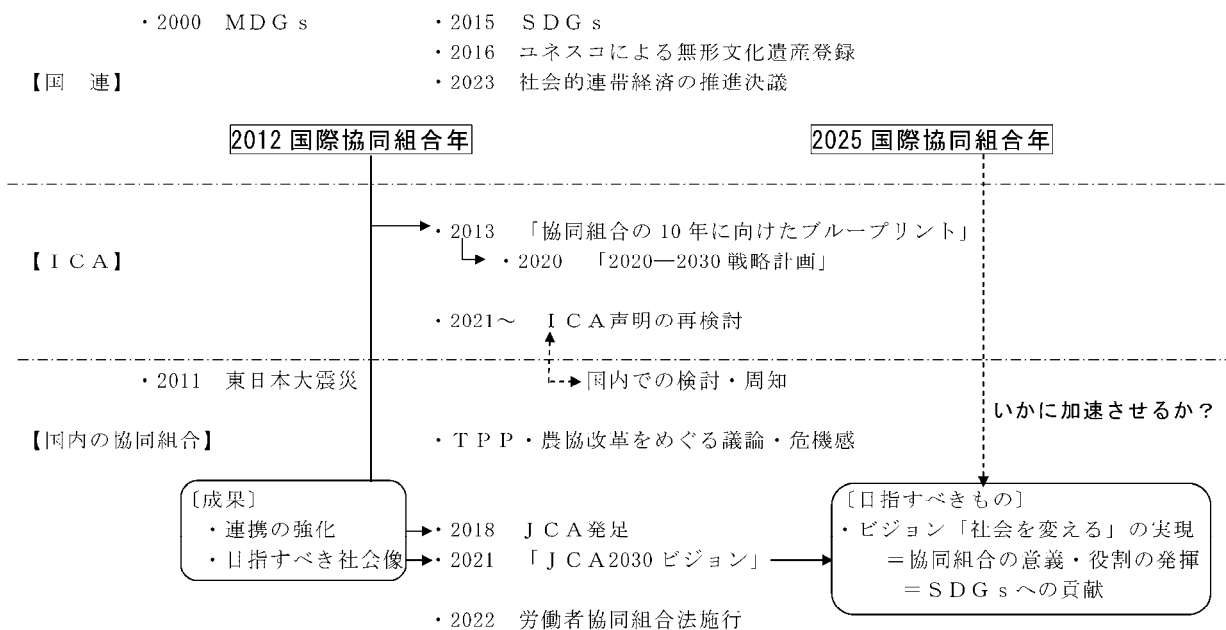 ・2000　ＭＤＧｓ　・2015　ＳＤＧｓ
・2016　ユネスコによる無形文化遺産登録
【国　連】　・2023　社会的連帯経済の推進決議
2012 国際協同組合年　2025 国際協同組合年
・2013　「協同組合の 10 年に向けたブループリント」
【ＩＣＡ】　・2020　「2020―2030 戦略計画」
・2021～　ＩＣＡ声明の再検討
・2011　東日本大震災　国内での検討・周知
いかに加速させるか？
【国内の協同組合】　・ＴＰＰ・農協改革をめぐる議論・危機感
〔成果〕　〔目指すべきもの〕
・連携の強化　・2018　ＪＣＡ発足　・ビジョン「社会を変える」の実現
・目指すべき社会像　・2021　「ＪＣＡ2030 ビジョン」　＝協同組合の意義・役割の発揮
＝ＳＤＧｓへの貢献
・2022　労働者協同組合法施行